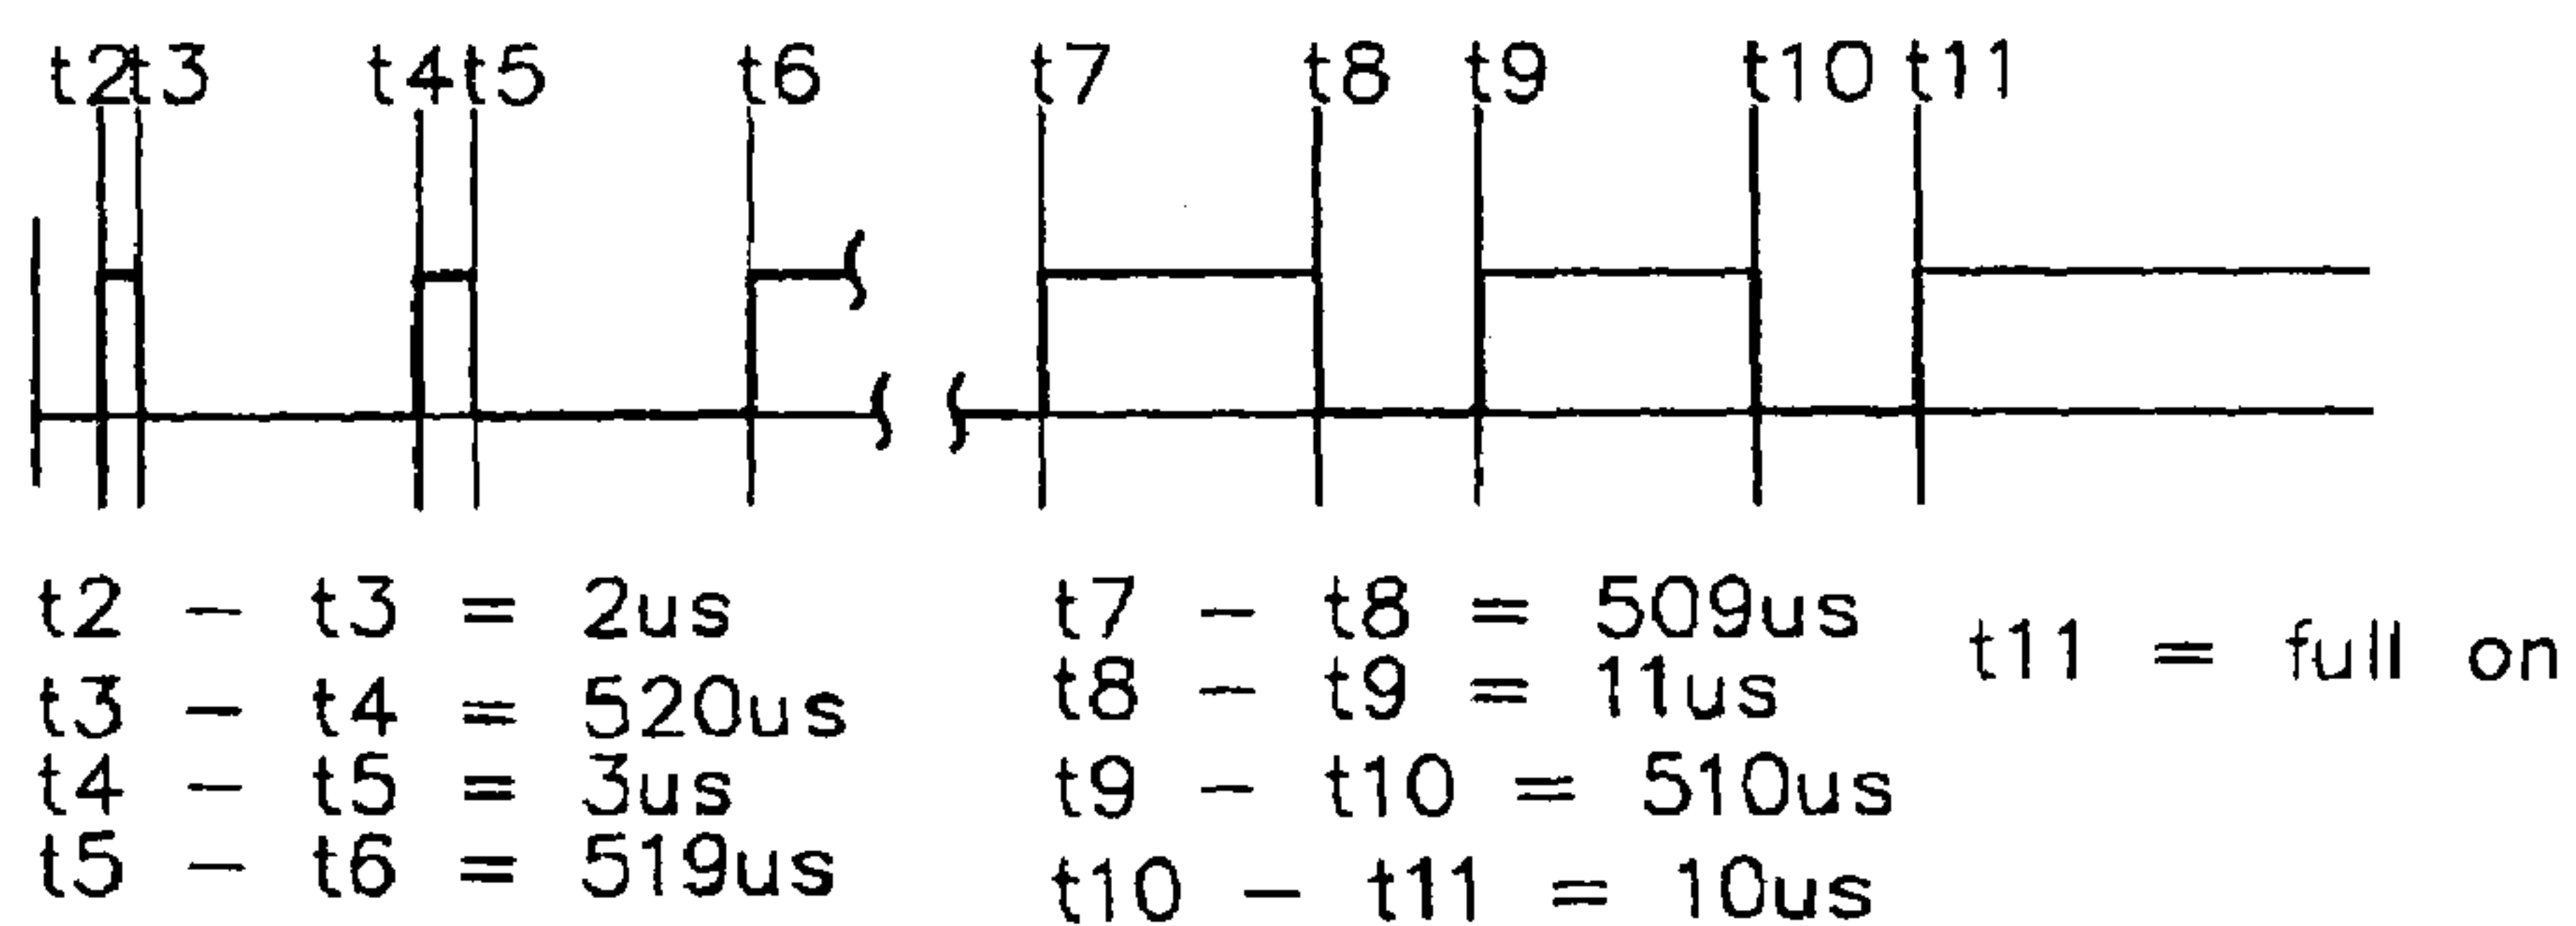 t2 t3 t4 t5 t6 t7 t8 t9 t10 t11
t2 - t3 = 2us
t3 - t4 = 520us
t4 - t5 = 3us
t5 - t6 = 519us
t7 - t8 = 509us
t8 - t9 = 11us
t9 - t10 = 510us
t10 - t11 = 10us
t11 = full on